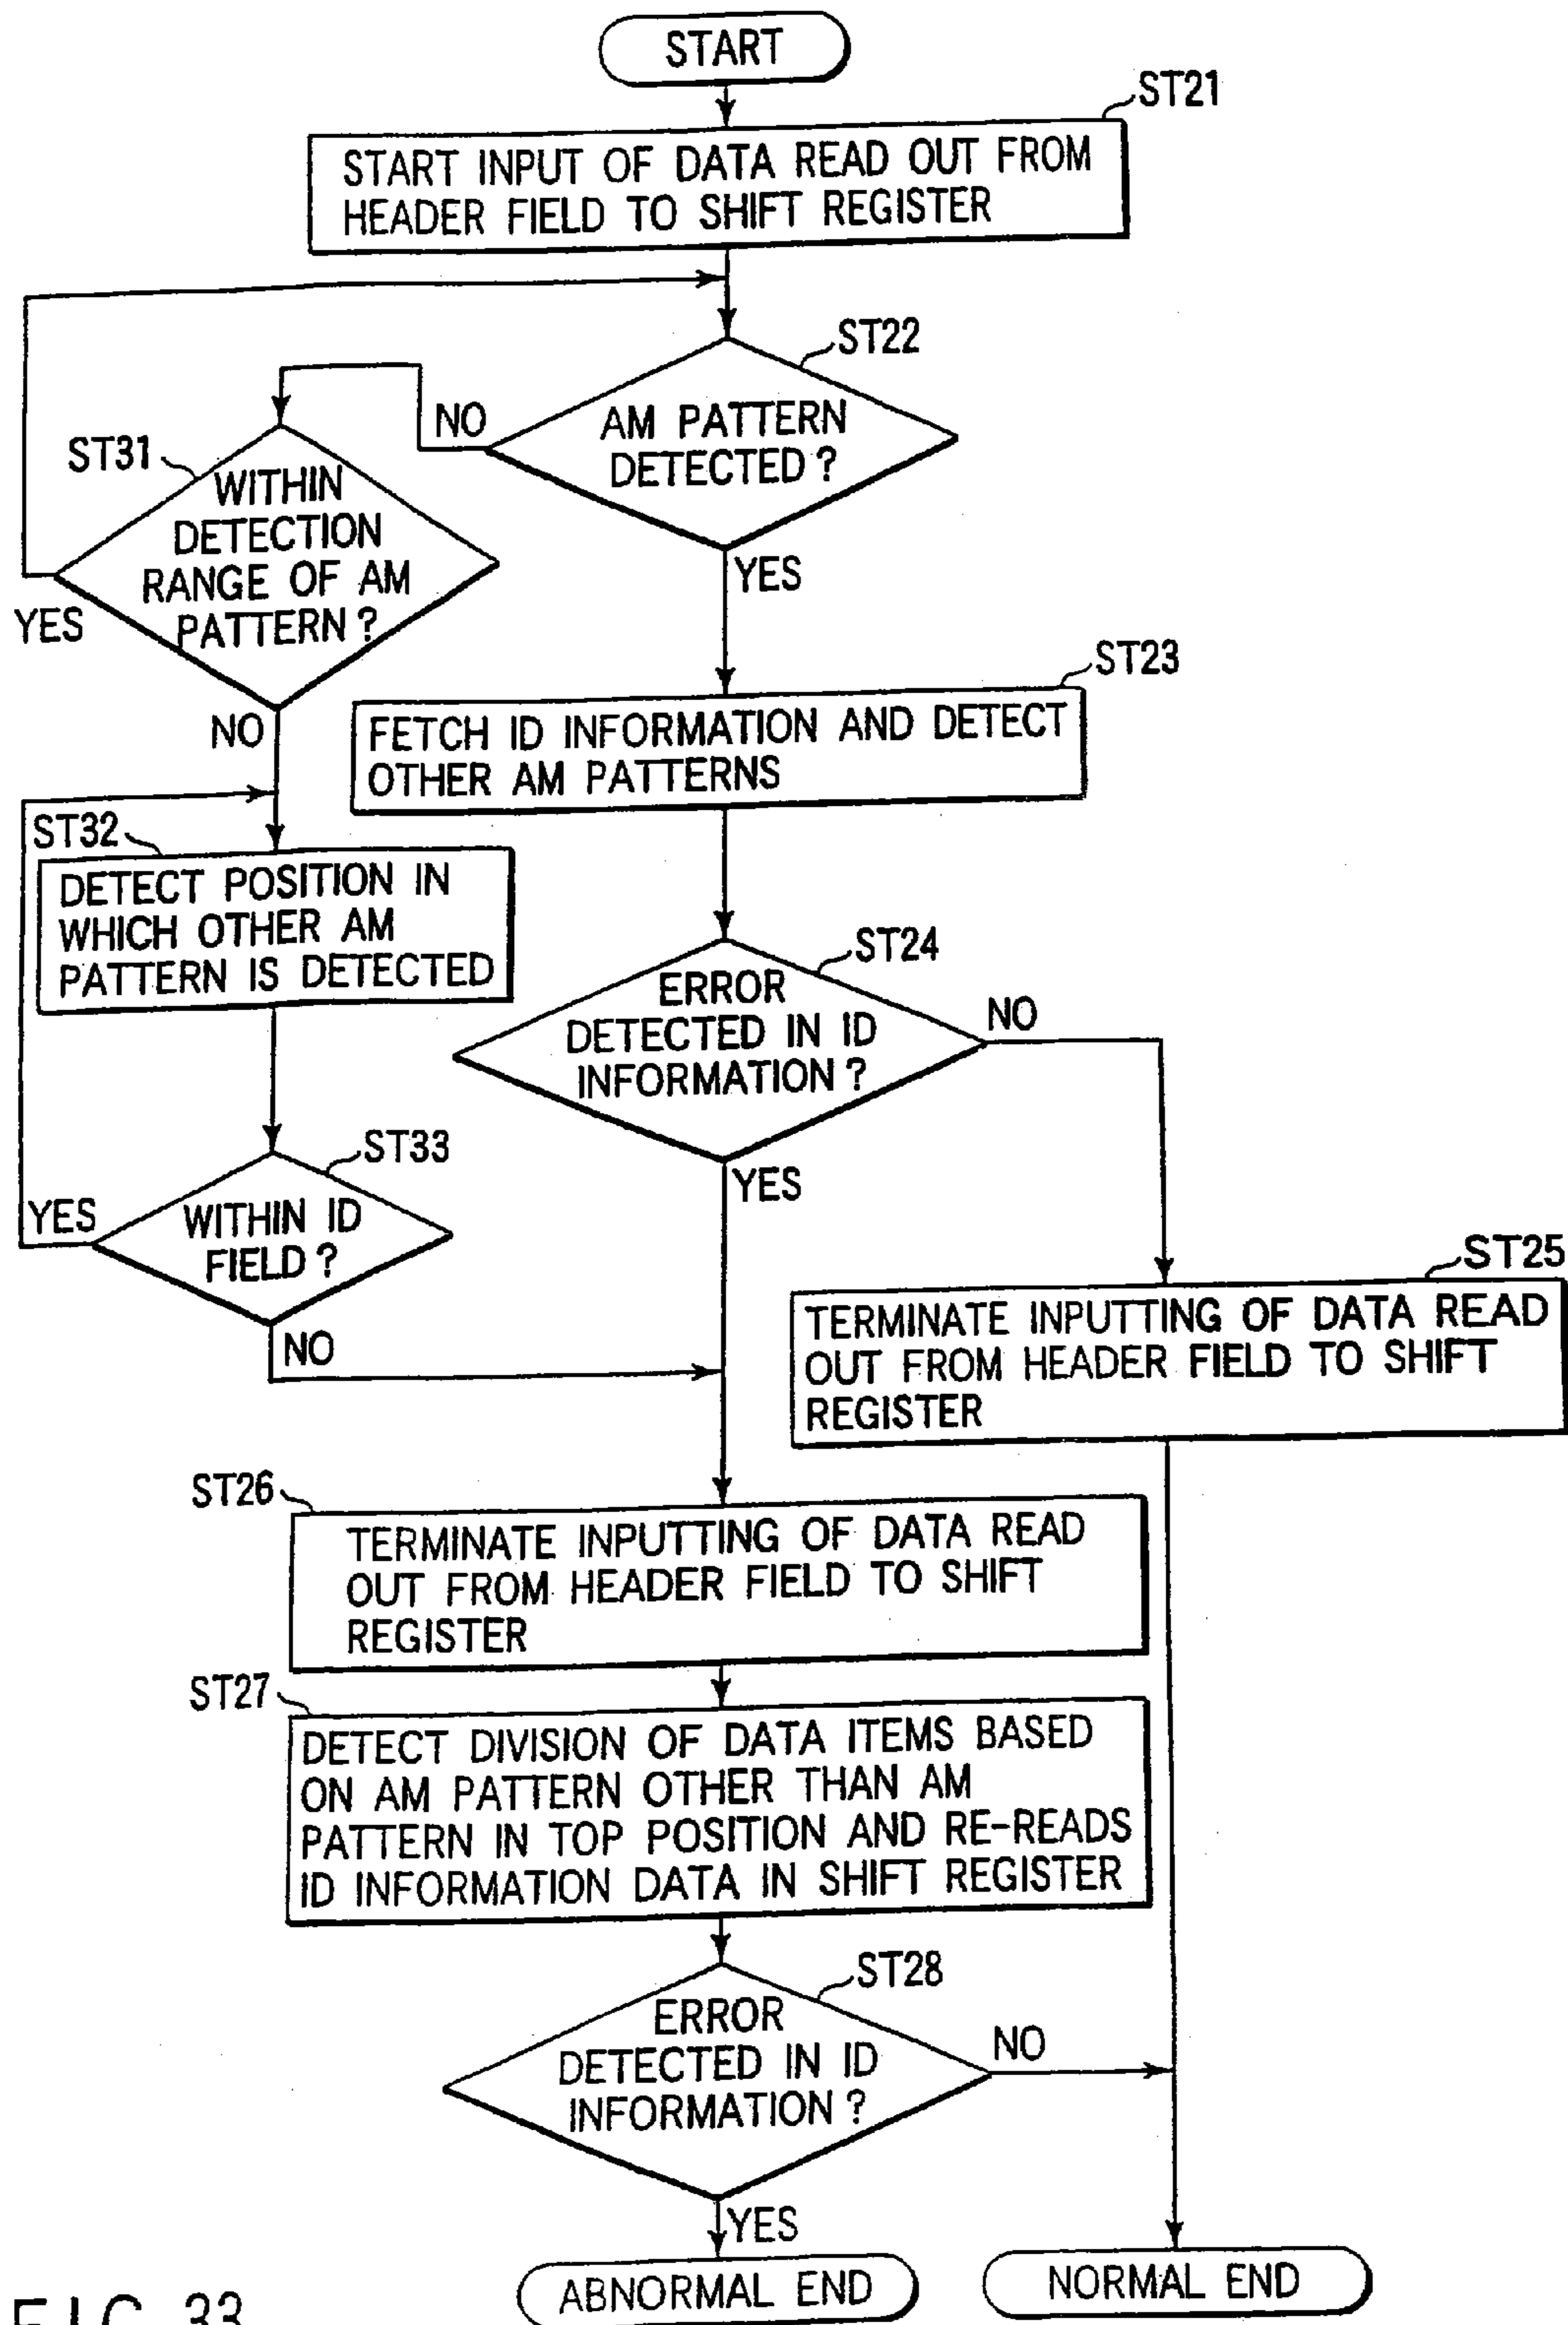 START
ST21
START INPUT OF DATA READ OUT FROM
HEADER FIELD TO SHIFT REGISTER
ST22
AM PATTERN
DETECTED?
NO
YES
ST31
WITHIN
DETECTION
RANGE OF AM
PATTERN?
YES
NO
ST23
FETCH ID INFORMATION AND DETECT
OTHER AM PATTERNS
ST32
DETECT POSITION IN
WHICH OTHER AM
PATTERN IS DETECTED
ST24
ERROR
DETECTED IN ID
INFORMATION?
NO
YES
ST33
WITHIN ID
FIELD?
YES
NO
ST25
TERMINATE INPUTTING OF DATA READ
OUT FROM HEADER FIELD TO SHIFT
REGISTER
ST26
TERMINATE INPUTTING OF DATA READ
OUT FROM HEADER FIELD TO SHIFT
REGISTER
ST27
DETECT DIVISION OF DATA ITEMS BASED
ON AM PATTERN OTHER THAN AM
PATTERN IN TOP POSITION AND RE-READS
ID INFORMATION DATA IN SHIFT REGISTER
ST28
ERROR
DETECTED IN ID
INFORMATION?
NO
YES
ABNORMAL END
NORMAL END
FIG. 33